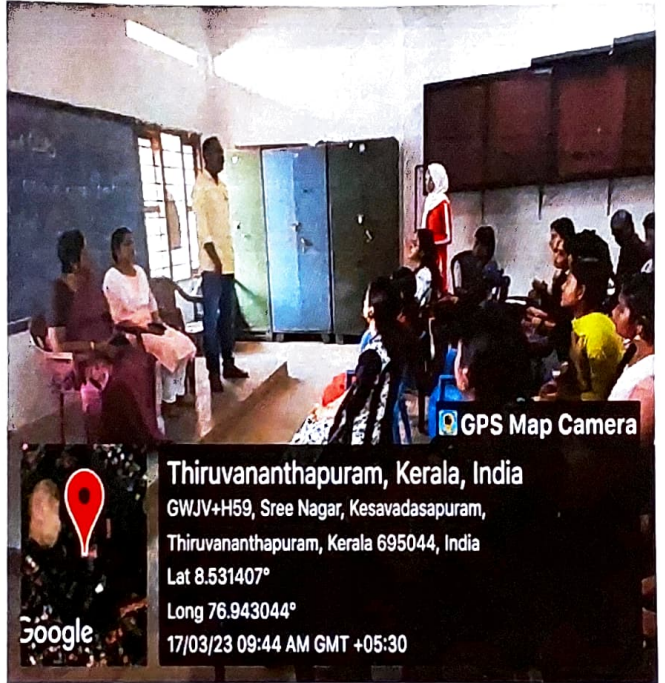 GPS Map Camera
Thiruvananthapuram, Kerala, India
GWJV+H59, Sree Nagar, Kesavadasapuram,
Thiruvananthapuram, Kerala 695044, India
Lat 8.531407°
Long 76.943044°
17/03/23 09:44 AM GMT +05:30
Google